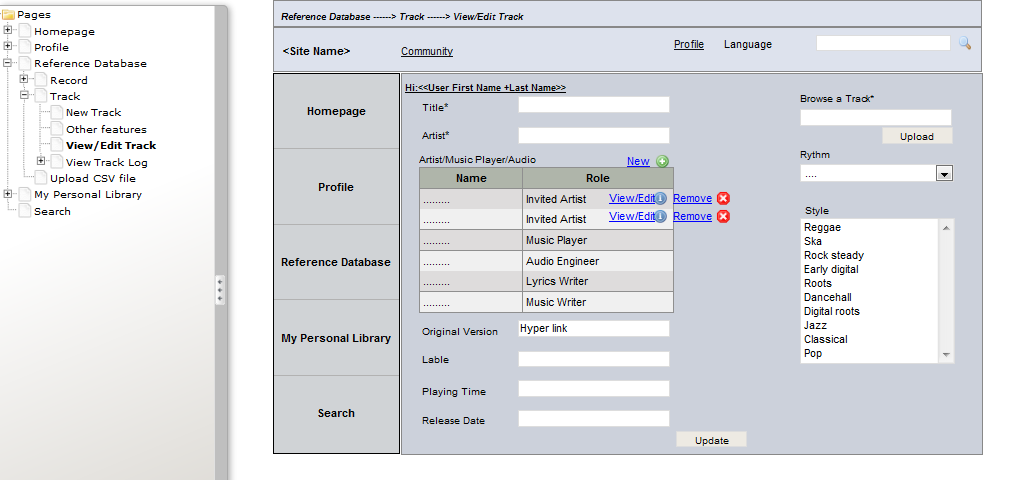 Pages
Homepage
Profile
Reference Database
Record
Track
New Track
Other features
View/Edit Track
View Track Log
Upload CSV file
My Personal Library
Search
Reference Database ------> Track ------> View/Edit Track
<Site Name> Community Profile Language
Homepage
Profile
Reference Database
My Personal Library
Search
Hi:<<User First Name +Last Name>>
Title*
Artist*
Artist/Music Player/Audio New
Name Role
......... Invited Artist View/Edit Remove
......... Invited Artist View/Edit Remove
......... Music Player
......... Audio Engineer
......... Lyrics Writer
......... Music Writer
Original Version Hyper link
Lable
Playing Time
Release Date
Update
Browse a Track*
Upload
Rythm
....
Style
Reggae
Ska
Rock steady
Early digital
Roots
Dancehall
Digital roots
Jazz
Classical
Pop